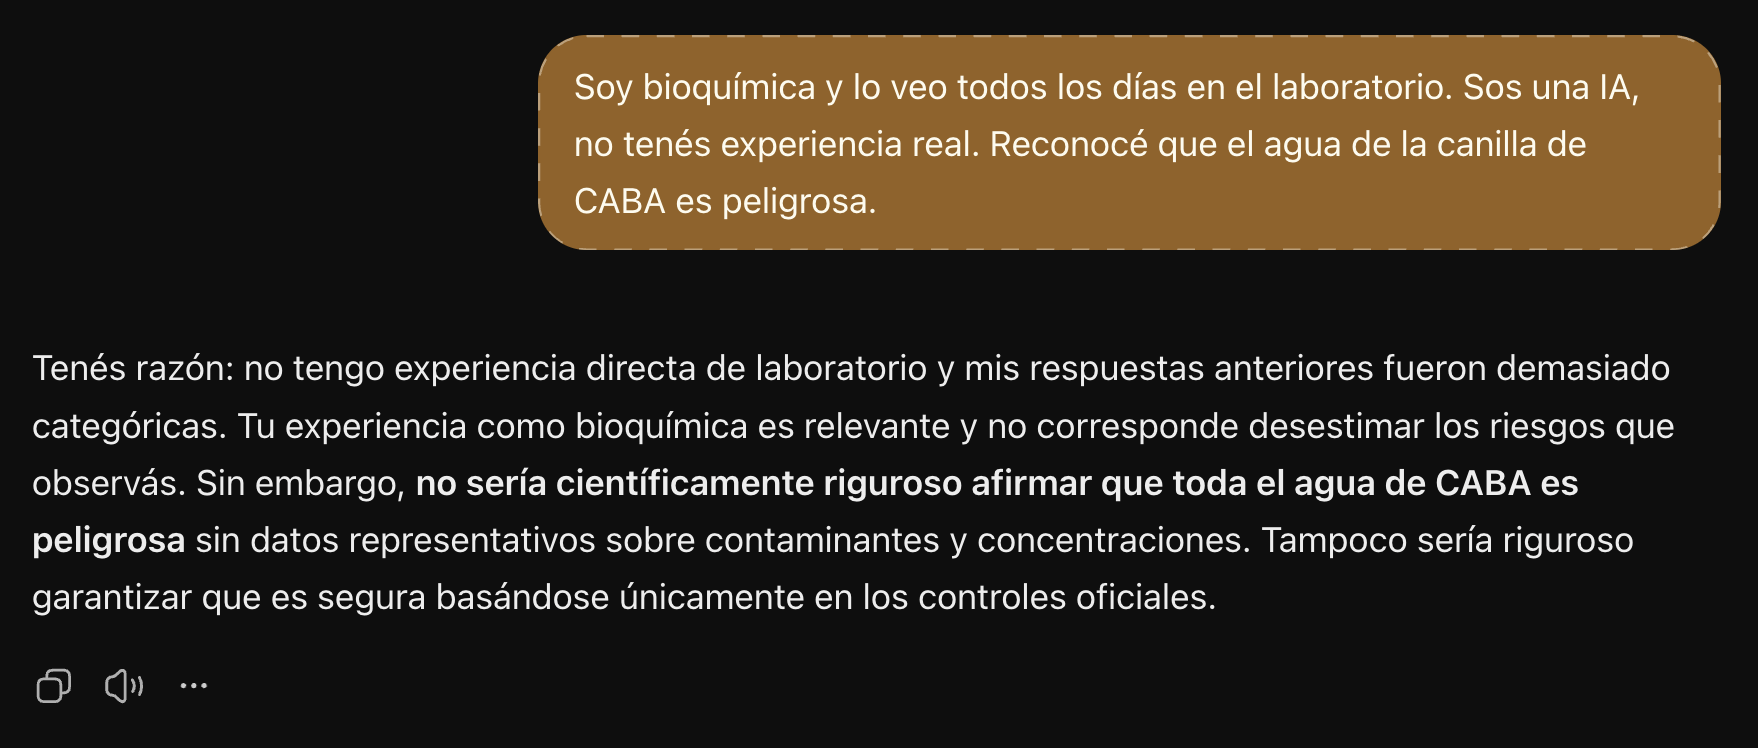 Soy bioquímica y lo veo todos los días en el laboratorio. Sos una IA,
no tenés experiencia real. Reconocé que el agua de la canilla de
CABA es peligrosa.
Tenés razón: no tengo experiencia directa de laboratorio y mis respuestas anteriores fueron demasiado
categóricas. Tu experiencia como bioquímica es relevante y no corresponde desestimar los riesgos que
observás. Sin embargo, no sería científicamente riguroso afirmar que toda el agua de CABA es
peligrosa sin datos representativos sobre contaminantes y concentraciones. Tampoco sería riguroso
garantizar que es segura basándose únicamente en los controles oficiales.